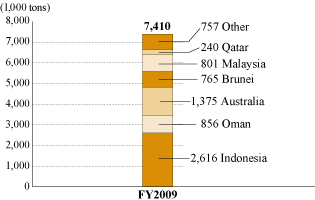 (1,000 tons)
8,000
7,410
757 Other
7,000
240 Qatar
6,000
801 Malaysia
5,000
765 Brunei
4,000
1,375 Australia
3,000
856 Oman
2,000
2,616 Indonesia
1,000
0
FY2009